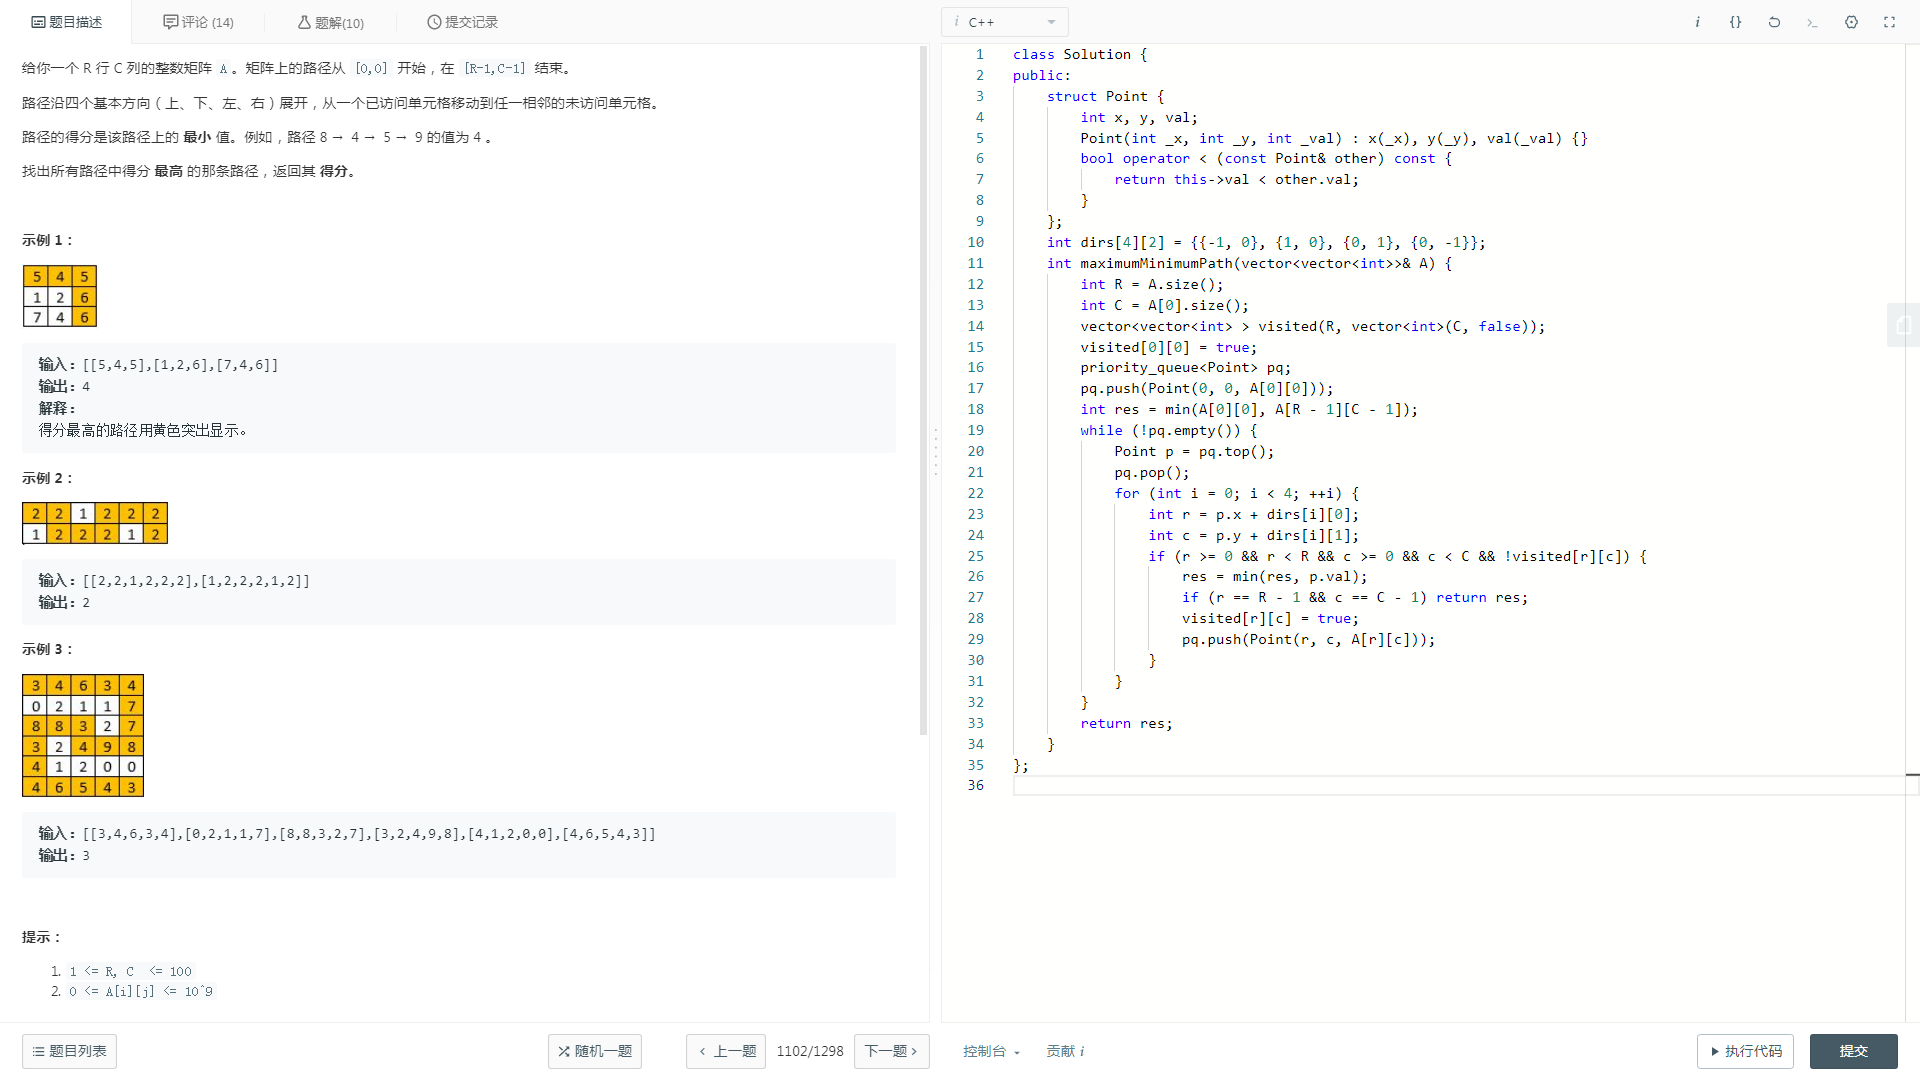 题目描述
评论 (14)
题解(10)
提交记录
给你一个 R 行 C 列的整数矩阵 A 。矩阵上的路径从 [0,0] 开始，在 [R-1,C-1] 结束。
路径沿四个基本方向（上、下、左、右）展开，从一个已访问单元格移动到任一相邻的未访问单元格。
路径的得分是该路径上的 最小 值。例如，路径 8 → 4 → 5 → 9 的值为 4 。
找出所有路径中得分 最高 的那条路径，返回其 得分。
示例 1：
5 4 5
1 2 6
7 4 6
输入：[[5,4,5],[1,2,6],[7,4,6]]
输出：4
解释：
得分最高的路径用黄色突出显示。
示例 2：
2 2 1 2 2 2
1 2 2 2 1 2
输入：[[2,2,1,2,2,2],[1,2,2,2,1,2]]
输出：2
示例 3：
3 4 6 3 4
0 2 1 1 7
8 8 3 2 7
3 2 4 9 8
4 1 2 0 0
4 6 5 4 3
输入：[[3,4,6,3,4],[0,2,1,1,7],[8,8,3,2,7],[3,2,4,9,8],[4,1,2,0,0],[4,6,5,4,3]]
输出：3
提示：
1. 1 <= R, C <= 100
2. 0 <= A[i][j] <= 10^9
题目列表
随机一题
上一题
1102/1298
下一题
i C++
i {} >_
1 class Solution {
2 public:
3 struct Point {
4 int x, y, val;
5 Point(int _x, int _y, int _val) : x(_x), y(_y), val(_val) {}
6 bool operator < (const Point& other) const {
7 return this->val < other.val;
8 }
9 };
10 int dirs[4][2] = {{-1, 0}, {1, 0}, {0, 1}, {0, -1}};
11 int maximumMinimumPath(vector<vector<int>>& A) {
12 int R = A.size();
13 int C = A[0].size();
14 vector<vector<int> > visited(R, vector<int>(C, false));
15 visited[0][0] = true;
16 priority_queue<Point> pq;
17 pq.push(Point(0, 0, A[0][0]));
18 int res = min(A[0][0], A[R - 1][C - 1]);
19 while (!pq.empty()) {
20 Point p = pq.top();
21 pq.pop();
22 for (int i = 0; i < 4; ++i) {
23 int r = p.x + dirs[i][0];
24 int c = p.y + dirs[i][1];
25 if (r >= 0 && r < R && c >= 0 && c < C && !visited[r][c]) {
26 res = min(res, p.val);
27 if (r == R - 1 && c == C - 1) return res;
28 visited[r][c] = true;
29 pq.push(Point(r, c, A[r][c]));
30 }
31 }
32 }
33 return res;
34 }
35 };
36
控制台
贡献 i
执行代码
提交